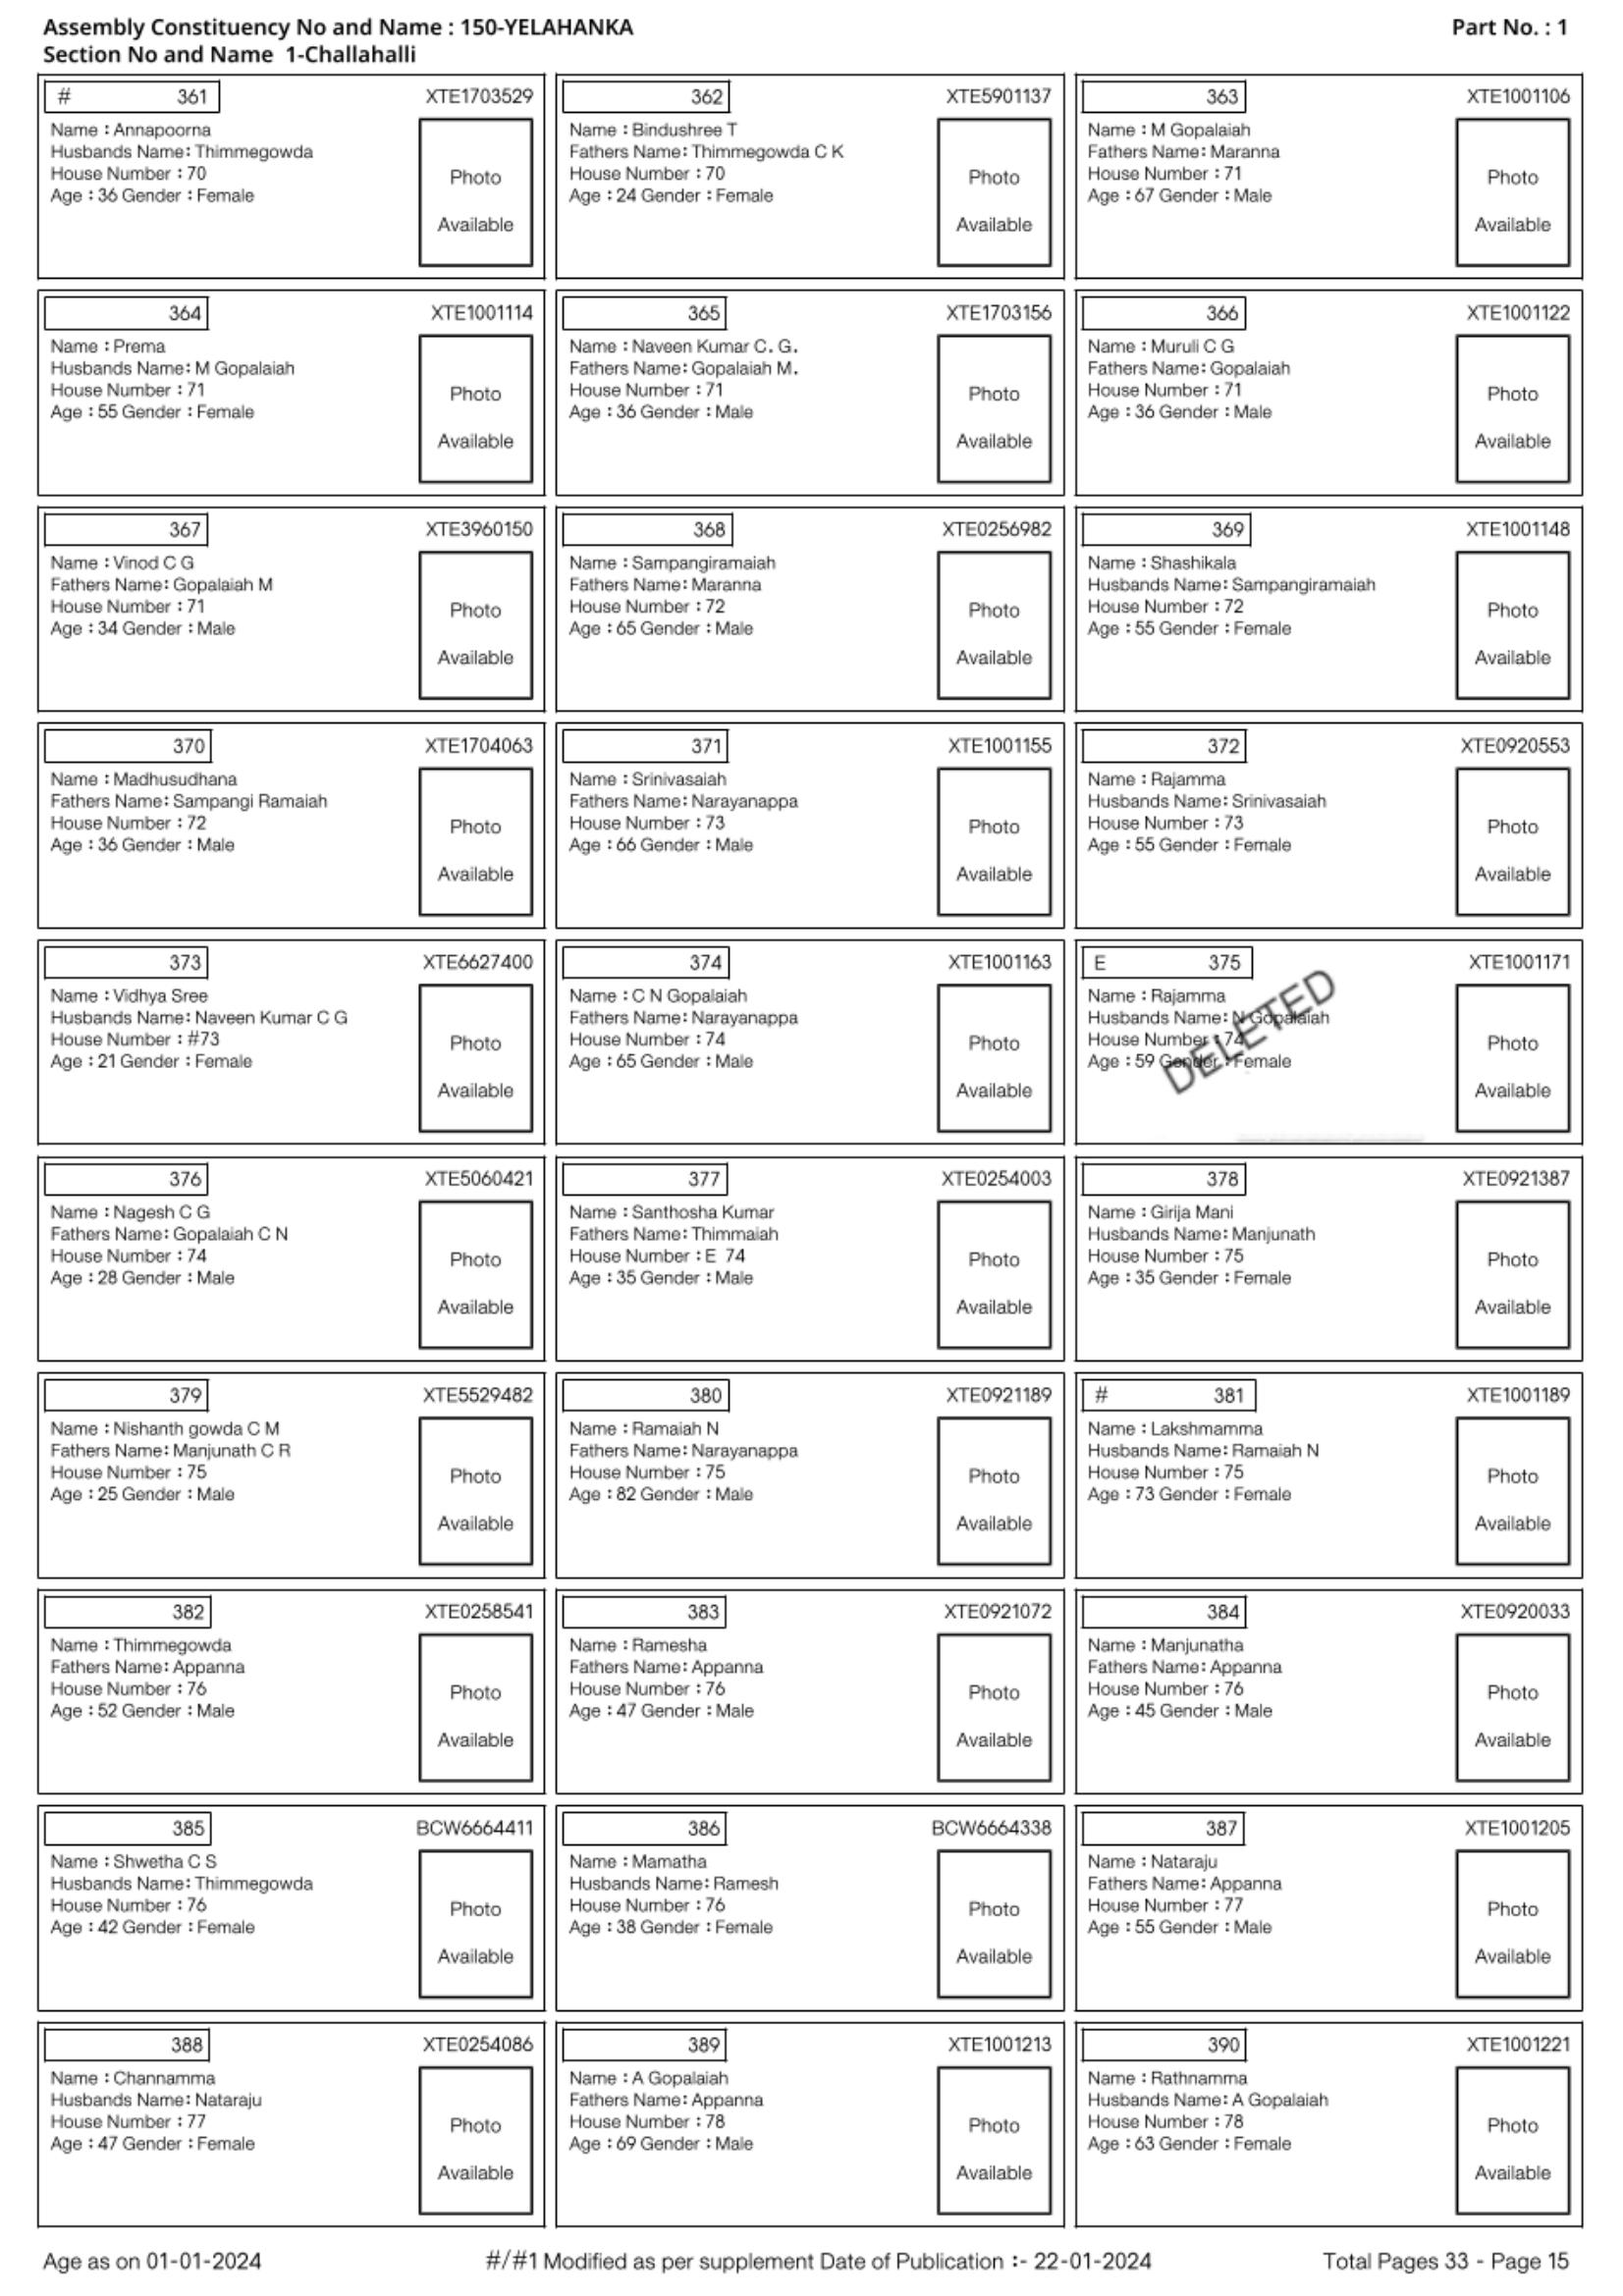 Assembly Constituency No and Name : 150-YELAHANKA
Part No. : 1
Section No and Name 1-Challahalli
# 361 XTE1703529
Name : Annapoorna
Husbands Name: Thimmegowda
House Number : 70
Age : 36 Gender : Female
Photo
Available
362 XTE5901137
Name : Bindushree T
Fathers Name: Thimmegowda C K
House Number : 70
Age : 24 Gender : Female
Photo
Available
363 XTE1001106
Name : M Gopalaiah
Fathers Name: Maranna
House Number : 71
Age : 67 Gender : Male
Photo
Available
364 XTE1001114
Name : Prema
Husbands Name: M Gopalaiah
House Number : 71
Age : 55 Gender : Female
Photo
Available
365 XTE1703156
Name : Naveen Kumar C. G.
Fathers Name: Gopalaiah M.
House Number : 71
Age : 36 Gender : Male
Photo
Available
366 XTE1001122
Name : Muruli C G
Fathers Name: Gopalaiah
House Number : 71
Age : 36 Gender : Male
Photo
Available
367 XTE3960150
Name : Vinod C G
Fathers Name: Gopalaiah M
House Number : 71
Age : 34 Gender : Male
Photo
Available
368 XTE0256982
Name : Sampangiramaiah
Fathers Name: Maranna
House Number : 72
Age : 65 Gender : Male
Photo
Available
369 XTE1001148
Name : Shashikala
Husbands Name: Sampangiramaiah
House Number : 72
Age : 55 Gender : Female
Photo
Available
370 XTE1704063
Name : Madhusudhana
Fathers Name: Sampangi Ramaiah
House Number : 72
Age : 36 Gender : Male
Photo
Available
371 XTE1001155
Name : Srinivasaiah
Fathers Name: Narayanappa
House Number : 73
Age : 66 Gender : Male
Photo
Available
372 XTE0920553
Name : Rajamma
Husbands Name: Srinivasaiah
House Number : 73
Age : 55 Gender : Female
Photo
Available
373 XTE6627400
Name : Vidhya Sree
Husbands Name: Naveen Kumar C G
House Number : #73
Age : 21 Gender : Female
Photo
Available
374 XTE1001163
Name : C N Gopalaiah
Fathers Name: Narayanappa
House Number : 74
Age : 65 Gender : Male
Photo
Available
E 375 XTE1001171
Name : Rajamma
Husbands Name: N Gopalaiah
House Number : 74
Age : 59 Gender : Female
DELETED
Photo
Available
376 XTE5060421
Name : Nagesh C G
Fathers Name: Gopalaiah C N
House Number : 74
Age : 28 Gender : Male
Photo
Available
377 XTE0254003
Name : Santhosha Kumar
Fathers Name: Thimmaiah
House Number : E 74
Age : 35 Gender : Male
Photo
Available
378 XTE0921387
Name : Girija Mani
Husbands Name: Manjunath
House Number : 75
Age : 35 Gender : Female
Photo
Available
379 XTE5529482
Name : Nishanth gowda C M
Fathers Name: Manjunath C R
House Number : 75
Age : 25 Gender : Male
Photo
Available
380 XTE0921189
Name : Ramaiah N
Fathers Name: Narayanappa
House Number : 75
Age : 82 Gender : Male
Photo
Available
# 381 XTE1001189
Name : Lakshmamma
Husbands Name: Ramaiah N
House Number : 75
Age : 73 Gender : Female
Photo
Available
382 XTE0258541
Name : Thimmegowda
Fathers Name: Appanna
House Number : 76
Age : 52 Gender : Male
Photo
Available
383 XTE0921072
Name : Ramesha
Fathers Name: Appanna
House Number : 76
Age : 47 Gender : Male
Photo
Available
384 XTE0920033
Name : Manjunatha
Fathers Name: Appanna
House Number : 76
Age : 45 Gender : Male
Photo
Available
385 BCW6664411
Name : Shwetha C S
Husbands Name: Thimmegowda
House Number : 76
Age : 42 Gender : Female
Photo
Available
386 BCW6664338
Name : Mamatha
Husbands Name: Ramesh
House Number : 76
Age : 38 Gender : Female
Photo
Available
387 XTE1001205
Name : Nataraju
Fathers Name: Appanna
House Number : 77
Age : 55 Gender : Male
Photo
Available
388 XTE0254086
Name : Channamma
Husbands Name: Nataraju
House Number : 77
Age : 47 Gender : Female
Photo
Available
389 XTE1001213
Name : A Gopalaiah
Fathers Name: Appanna
House Number : 78
Age : 69 Gender : Male
Photo
Available
390 XTE1001221
Name : Rathnamma
Husbands Name: A Gopalaiah
House Number : 78
Age : 63 Gender : Female
Photo
Available
Age as on 01-01-2024
#/#1 Modified as per supplement Date of Publication :- 22-01-2024
Total Pages 33 - Page 15